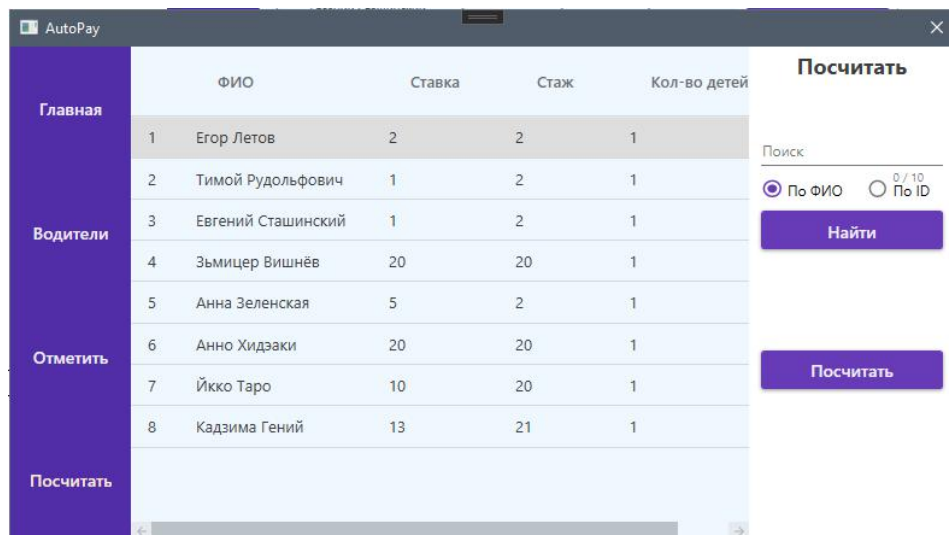 AutoPay
Главная
Водители
Отметить
Посчитать
ФИО Ставка Стаж Кол-во детей
1 Егор Летов 2 2 1
2 Тимой Рудольфович 1 2 1
3 Евгений Сташинский 1 2 1
4 Зьмицер Вишнёв 20 20 1
5 Анна Зеленская 5 2 1
6 Анно Хидэаки 20 20 1
7 Йкко Таро 10 20 1
8 Кадзима Гений 13 21 1
Посчитать
Поиск
0 / 10
По ФИО По ID
Найти
Посчитать